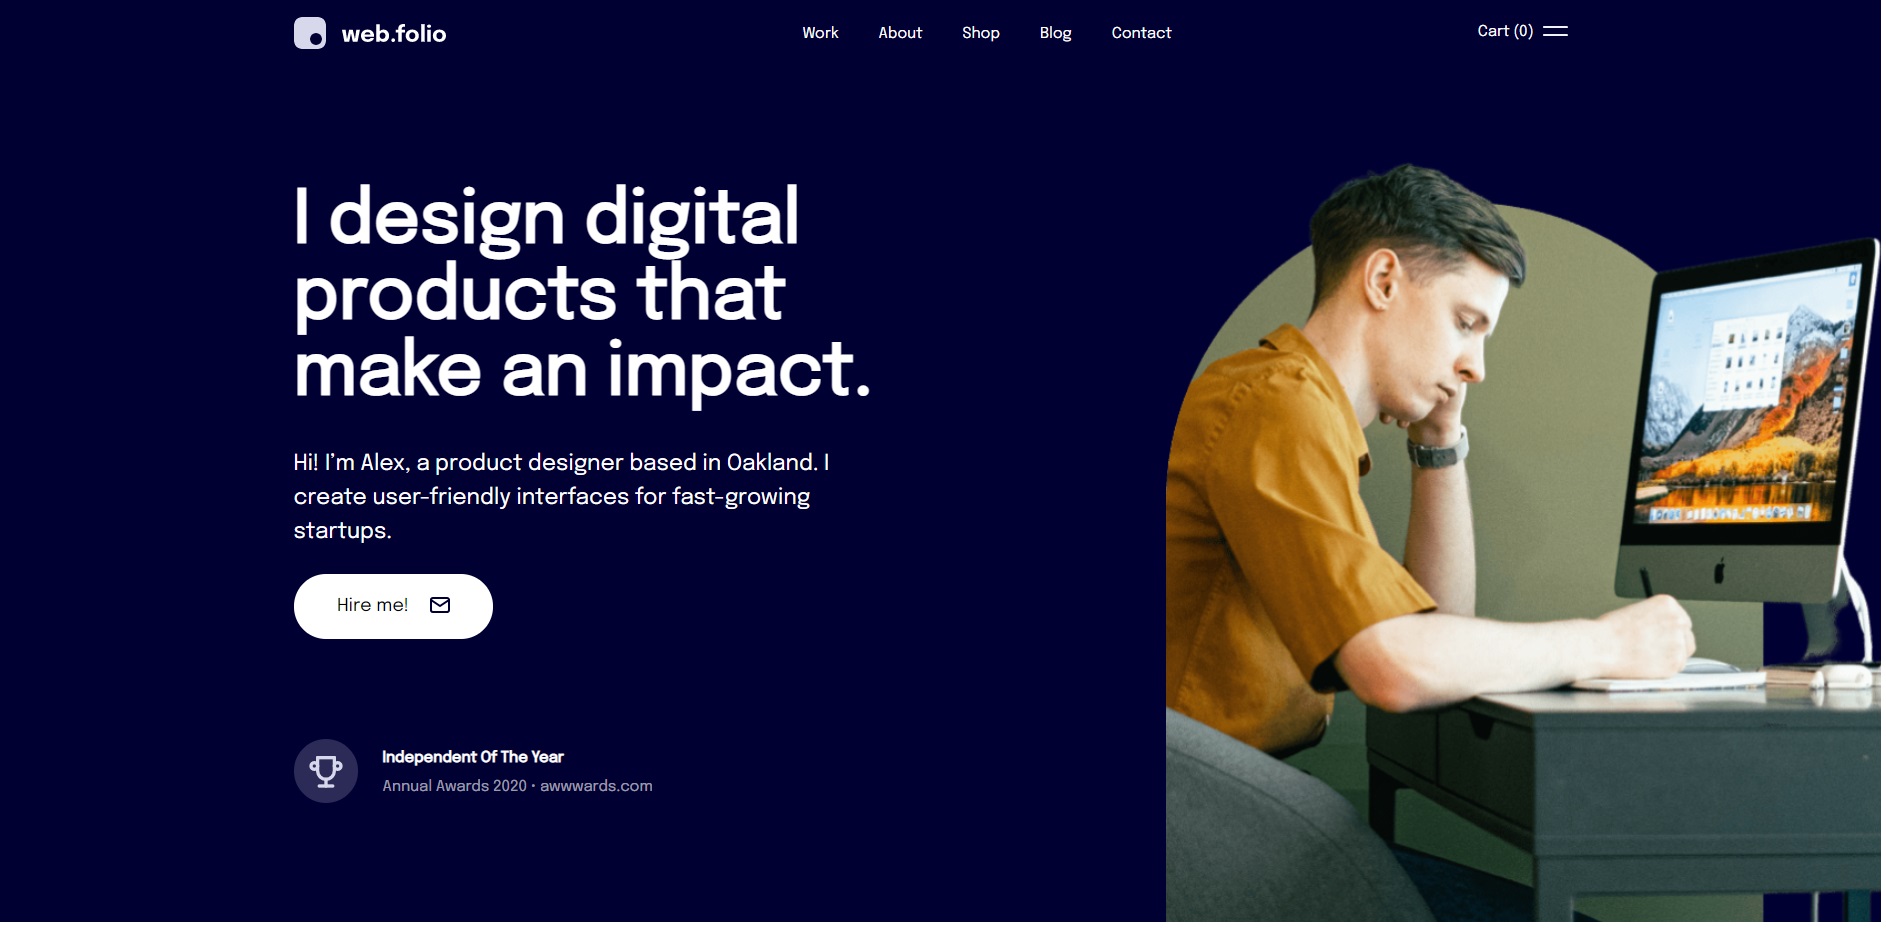 web.folio
Work
About
Shop
Blog
Contact
Cart (0)
I design digital
products that
make an impact.
Hi! I’m Alex, a product designer based in Oakland. I
create user-friendly interfaces for fast-growing
startups.
Hire me!
Independent Of The Year
Annual Awards 2020 • awwwards.com